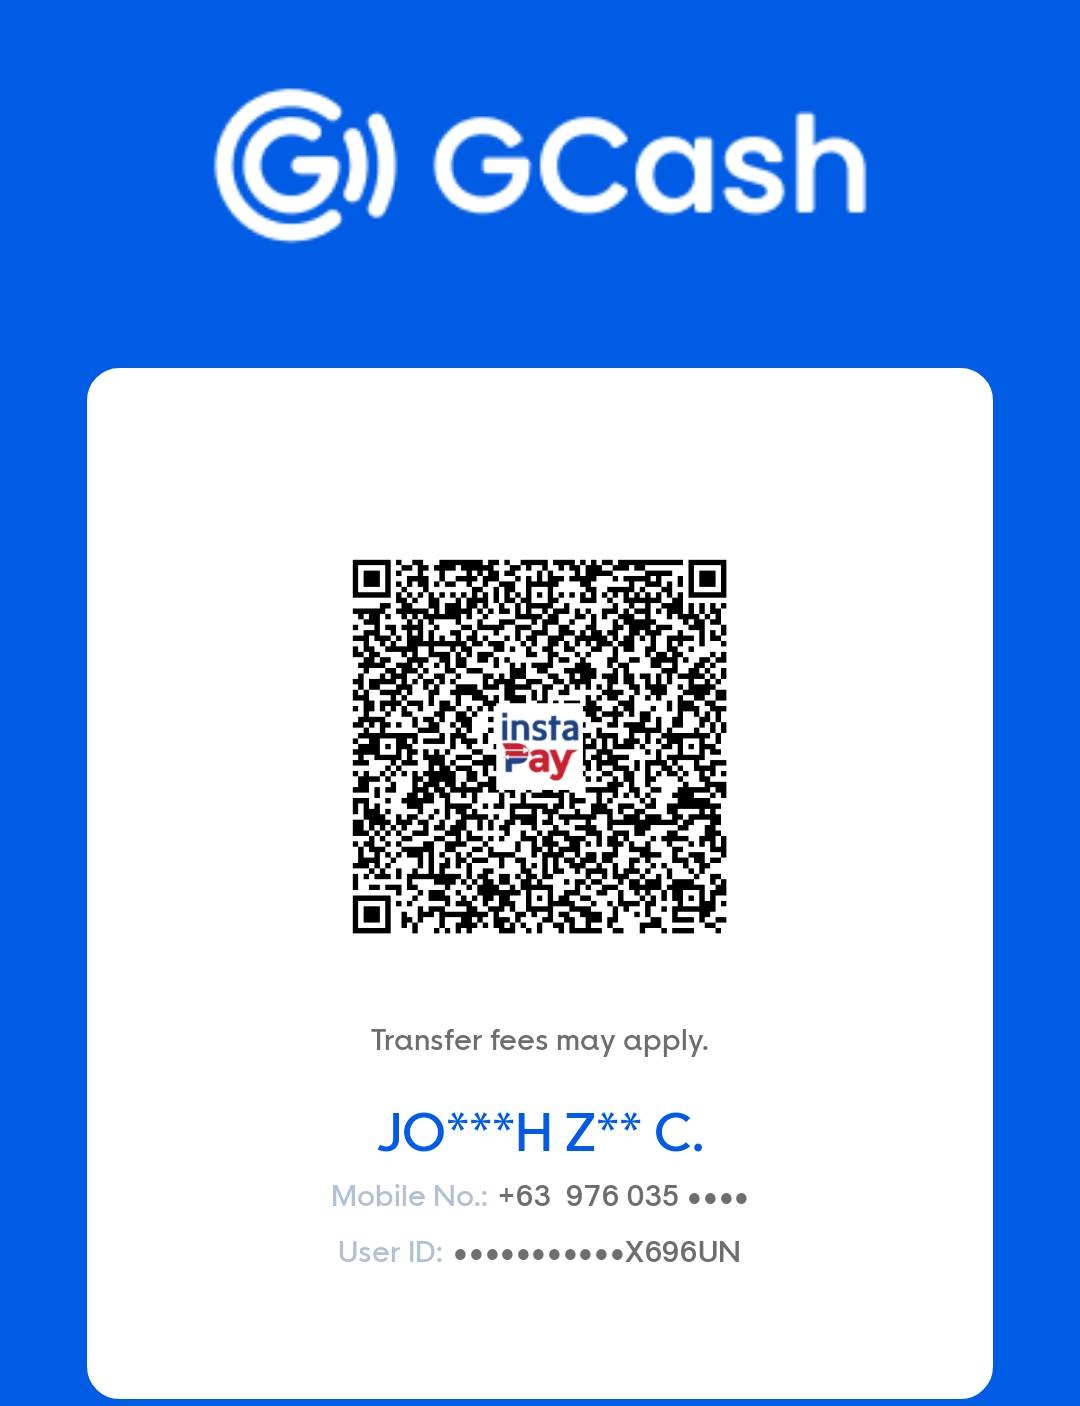 GCash
insta
Pay
Transfer fees may apply.
JO***H Z** C.
Mobile No.: +63 976 035 ••••
User ID: •••••••••••X696UN